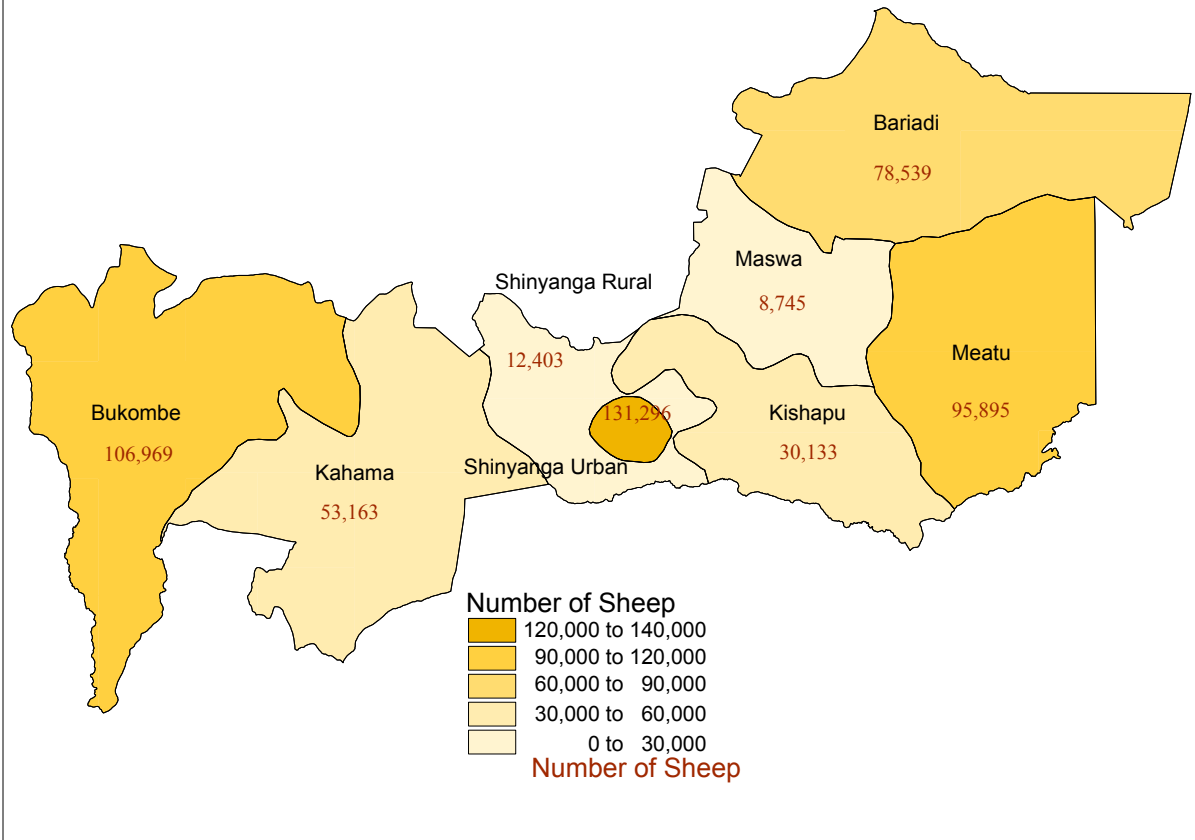 Bariadi
78,539
Maswa
8,745
Shinyanga Rural
12,403
Meatu
95,895
Bukombe
106,969
131,296
Kishapu
30,133
Kahama
53,163
Shinyanga Urban
Number of Sheep
120,000 to 140,000
90,000 to 120,000
60,000 to 90,000
30,000 to 60,000
0 to 30,000
Number of Sheep